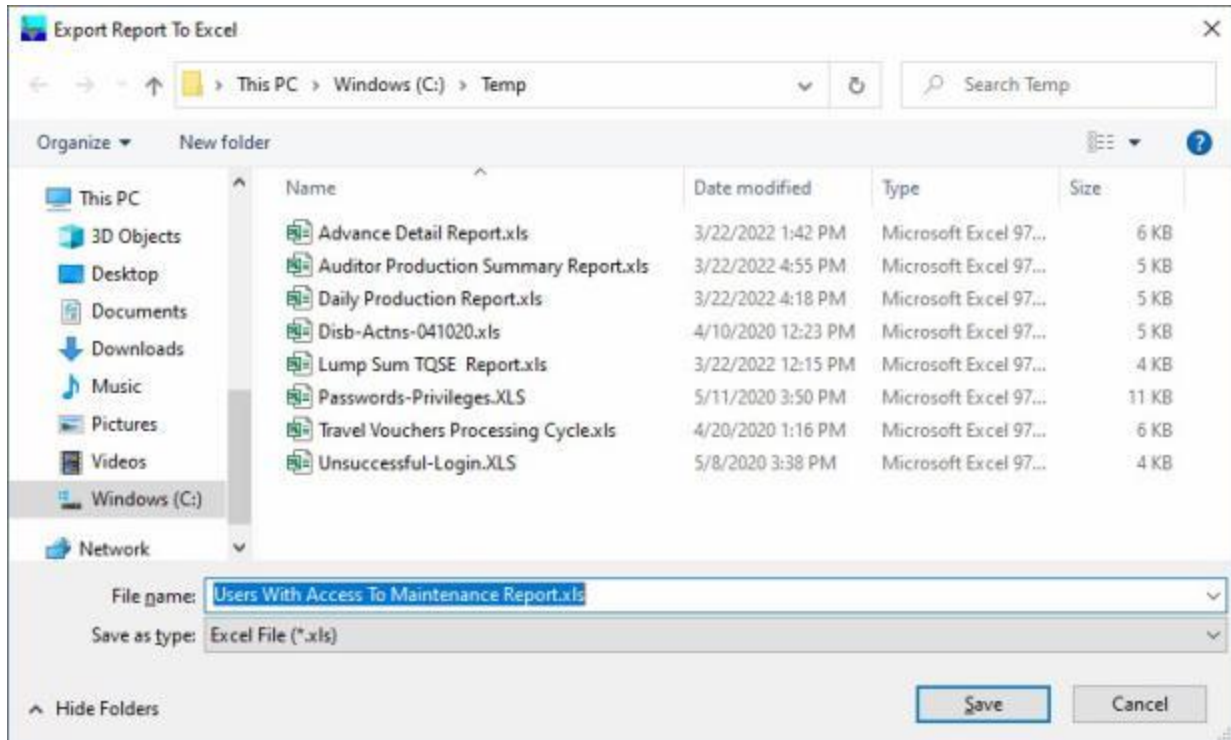 Export Report To Excel
This PC > Windows (C:) > Temp
Search Temp
Organize
New folder
Name Date modified Type Size
This PC
3D Objects
Desktop
Documents
Downloads
Music
Pictures
Videos
Windows (C:)
Network
Advance Detail Report.xls 3/22/2022 1:42 PM Microsoft Excel 97... 6 KB
Auditor Production Summary Report.xls 3/22/2022 4:55 PM Microsoft Excel 97... 5 KB
Daily Production Report.xls 3/22/2022 4:18 PM Microsoft Excel 97... 5 KB
Disb-Actns-041020.xls 4/10/2020 12:23 PM Microsoft Excel 97... 5 KB
Lump Sum TQSE Report.xls 3/22/2022 12:15 PM Microsoft Excel 97... 4 KB
Passwords-Privileges.XLS 5/11/2020 3:50 PM Microsoft Excel 97... 11 KB
Travel Vouchers Processing Cycle.xls 4/20/2020 1:16 PM Microsoft Excel 97... 6 KB
Unsuccessful-Login.XLS 5/8/2020 3:38 PM Microsoft Excel 97... 4 KB
File name: Users With Access To Maintenance Report.xls
Save as type: Excel File (*.xls)
Hide Folders
Save
Cancel